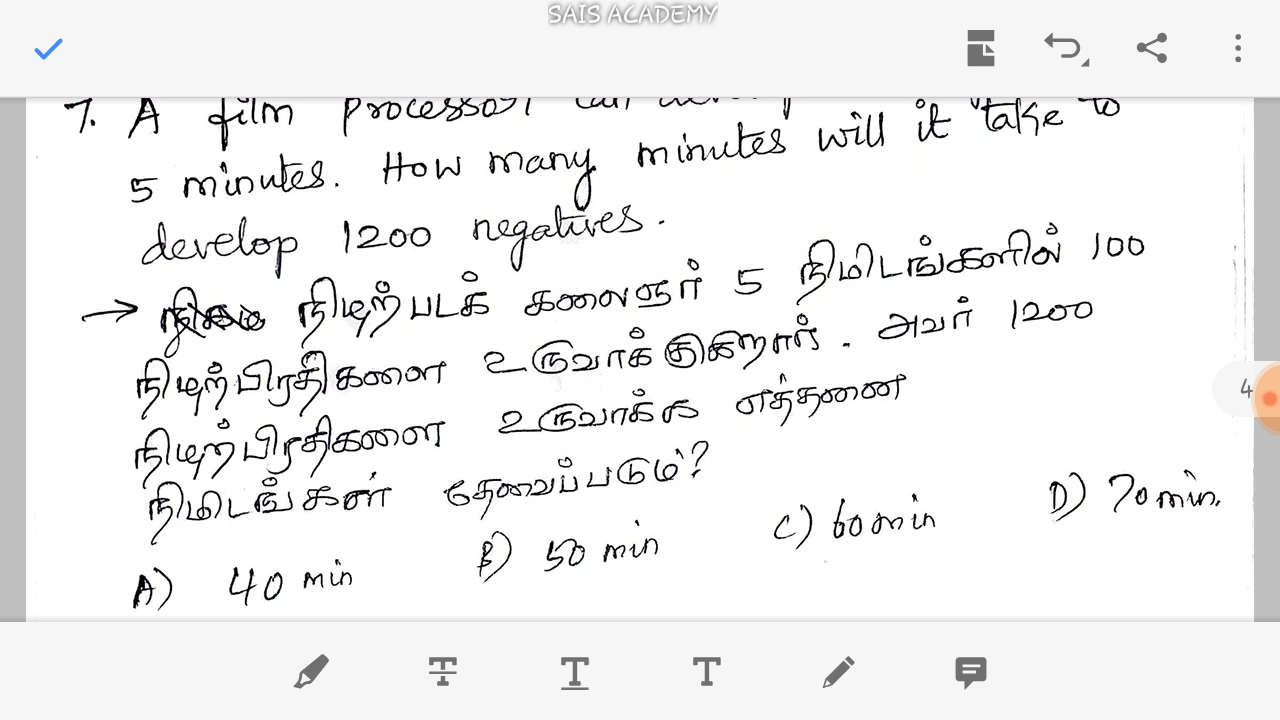 SAIS ACADEMY
7. A film processor can
5 minutes. How many minutes will it take to
develop 1200 negatives.
→ நிழற்படக் கலைஞர் 5 நிமிடங்களில் 100
நிழற்பிரதிகளை உருவாக்குகிறார். அவர் 1200
நிழற்பிரதிகளை உருவாக்க எத்தனை
நிமிடங்கள் தேவைப்படும்?
A) 40 min B) 50 min C) 60 min D) 70 min.
4